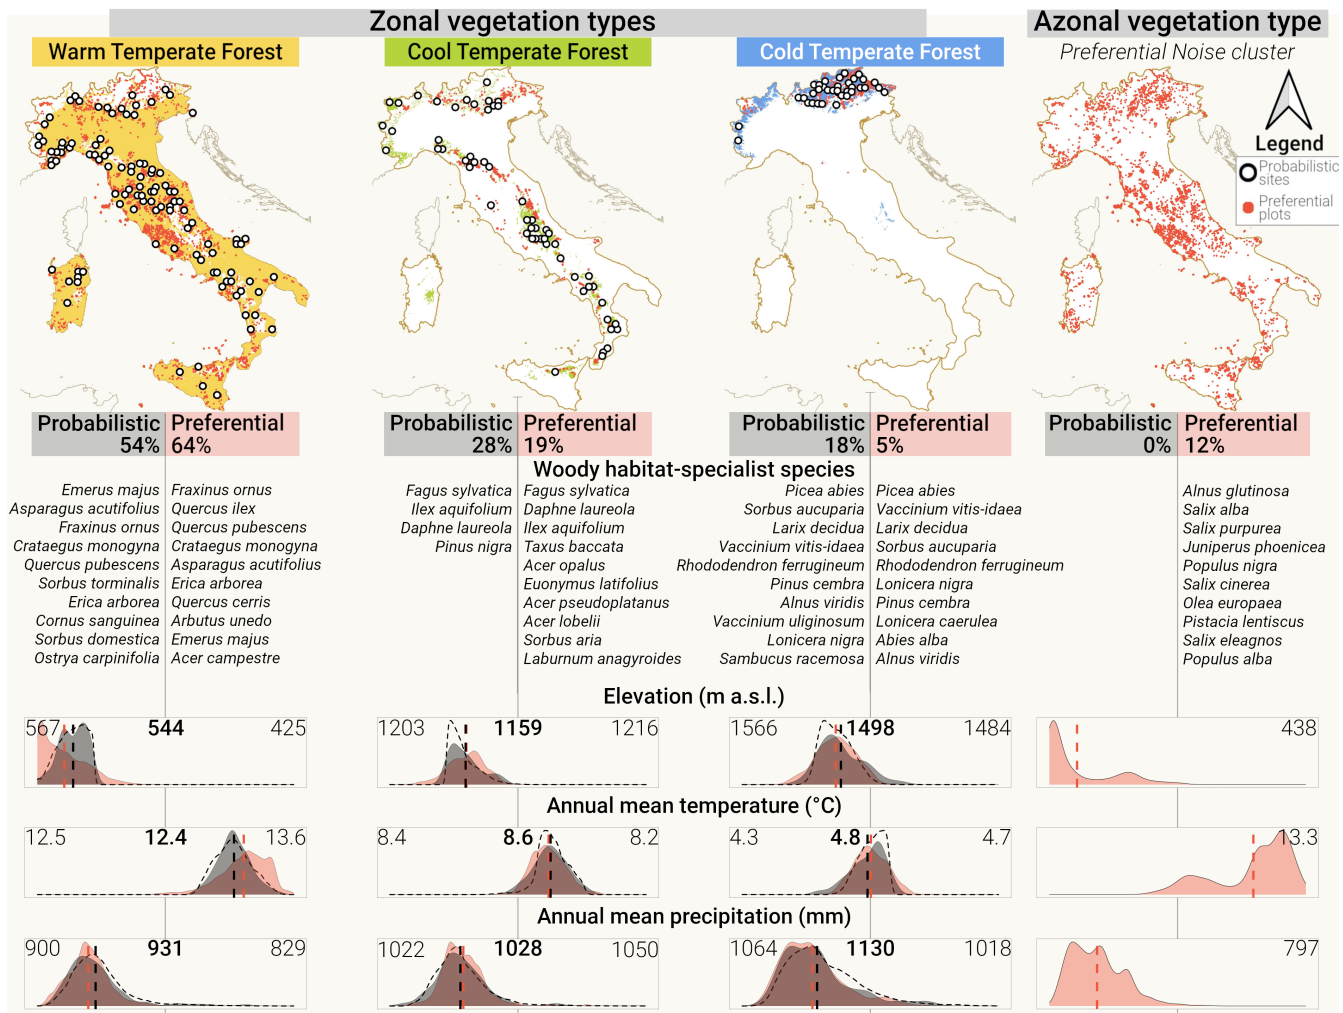 Zonal vegetation types
Azonal vegetation type
Warm Temperate Forest
Cool Temperate Forest
Cold Temperate Forest
Preferential Noise cluster
Legend
Probabilistic
sites
Preferential
plots
Probabilistic
54%
Preferential
64%
Probabilistic
28%
Preferential
19%
Probabilistic
18%
Preferential
5%
Probabilistic
0%
Preferential
12%
Woody habitat-specialist species
Emerus majus
Asparagus acutifolius
Fraxinus ornus
Crataegus monogyna
Quercus pubescens
Sorbus torminalis
Erica arborea
Cornus sanguinea
Sorbus domestica
Ostrya carpinifolia
Fraxinus ornus
Quercus ilex
Quercus pubescens
Crataegus monogyna
Asparagus acutifolius
Erica arborea
Quercus cerris
Arbutus unedo
Emerus majus
Acer campestre
Fagus sylvatica
Ilex aquifolium
Daphne laureola
Pinus nigra
Fagus sylvatica
Daphne laureola
Ilex aquifolium
Taxus baccata
Acer opalus
Euonymus latifolius
Acer pseudoplatanus
Acer lobelii
Sorbus aria
Laburnum anagyroides
Picea abies
Sorbus aucuparia
Larix decidua
Vaccinium vitis-idaea
Rhododendron ferrugineum
Pinus cembra
Alnus viridis
Vaccinium uliginosum
Lonicera nigra
Sambucus racemosa
Picea abies
Vaccinium vitis-idaea
Larix decidua
Sorbus aucuparia
Rhododendron ferrugineum
Lonicera nigra
Pinus cembra
Lonicera caerulea
Abies alba
Alnus viridis
Alnus glutinosa
Salix alba
Salix purpurea
Juniperus phoenicea
Populus nigra
Salix cinerea
Olea europaea
Pistacia lentiscus
Salix eleagnos
Populus alba
Elevation (m a.s.l.)
567 544 425
1203 1159 1216
1566 1498 1484
438
Annual mean temperature (°C)
12.5 12.4 13.6
8.4 8.6 8.2
4.3 4.8 4.7
13.3
Annual mean precipitation (mm)
900 931 829
1022 1028 1050
1064 1130 1018
797